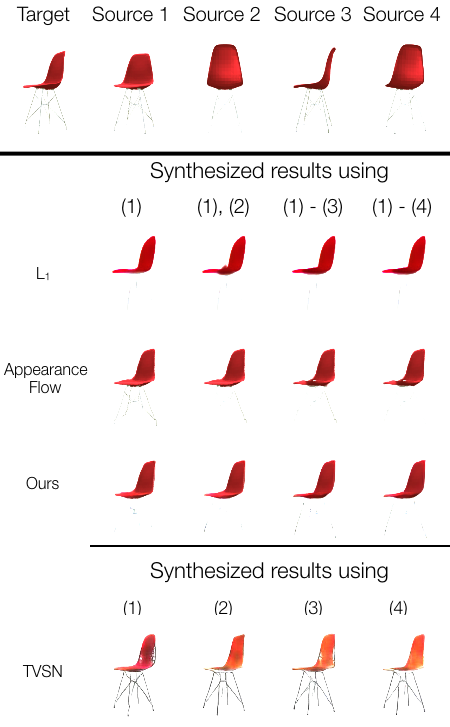 Target Source 1 Source 2 Source 3 Source 4
Synthesized results using
(1) (1), (2) (1) - (3) (1) - (4)
L₁
Appearance
Flow
Ours
Synthesized results using
(1) (2) (3) (4)
TVSN